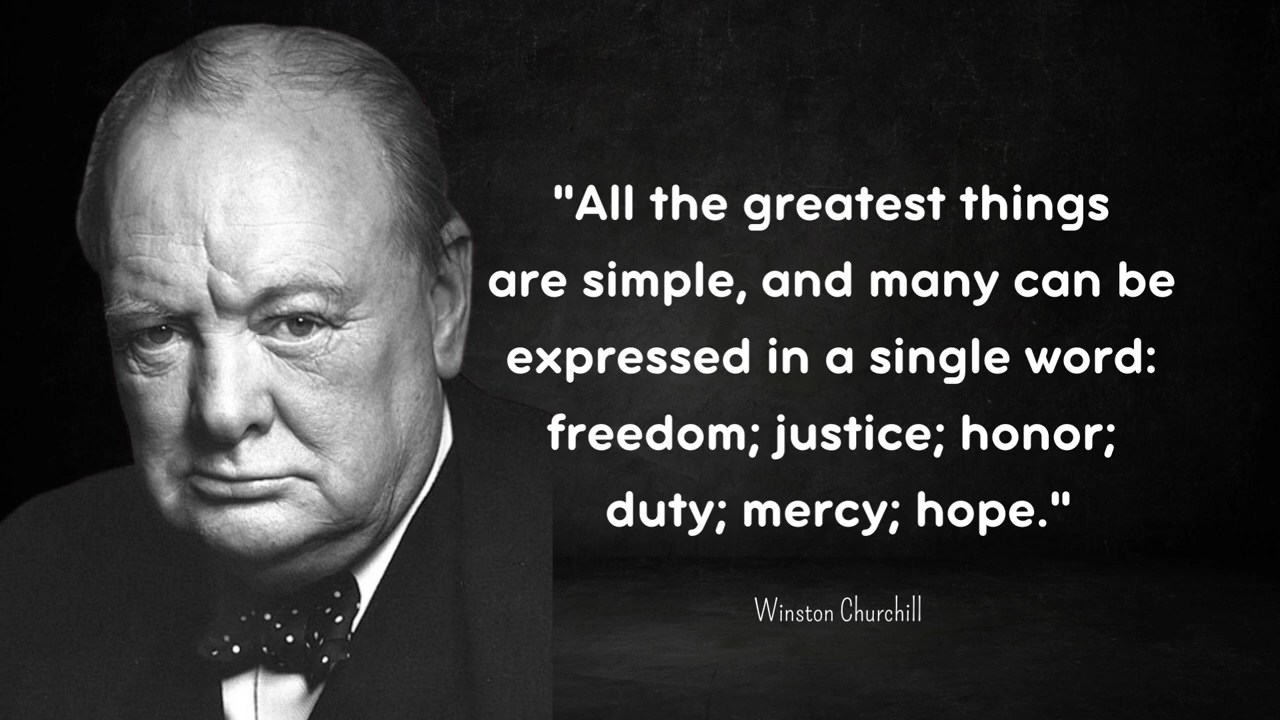 "All the greatest things
are simple, and many can be
expressed in a single word:
freedom; justice; honor;
duty; mercy; hope."
Winston Churchill